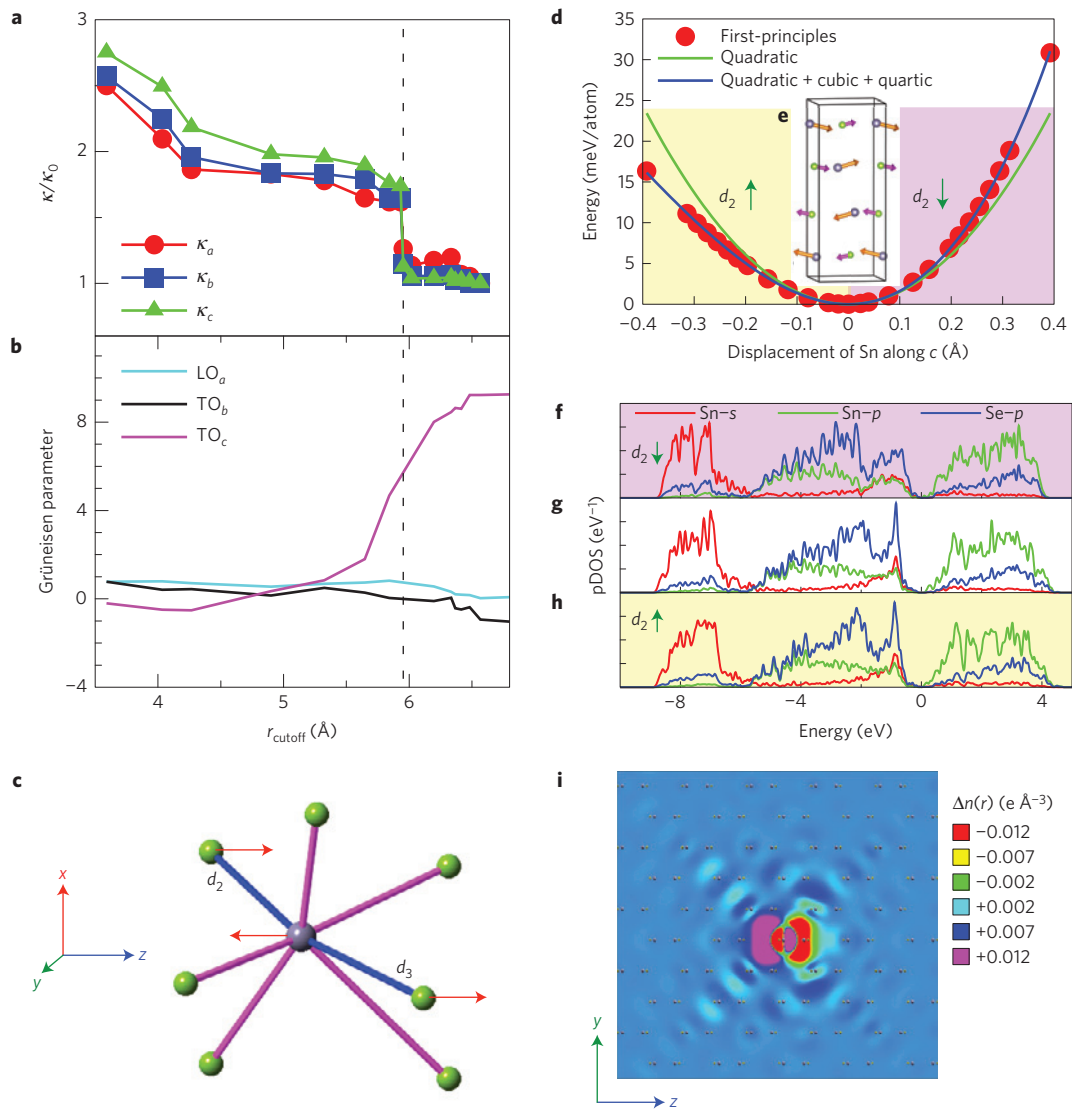 a
3
2
1
κ/κ₀
κa
κb
κc
b
8
4
0
−4
Grüneisen parameter
LOa
TOb
TOc
4
5
6
rcutoff (Å)
c
d2
d3
x
y
z
d
35
30
25
20
15
10
5
0
Energy (meV/atom)
First-principles
Quadratic
Quadratic + cubic + quartic
e
d2
d2
−0.4
−0.3
−0.2
−0.1
0
0.1
0.2
0.3
0.4
Displacement of Sn along c (Å)
f
Sn−s
Sn−p
Se−p
d2
g
pDOS (eV⁻¹)
h
d2
−8
−4
0
4
Energy (eV)
i
Δn(r) (e Å⁻³)
−0.012
−0.007
−0.002
+0.002
+0.007
+0.012
y
z